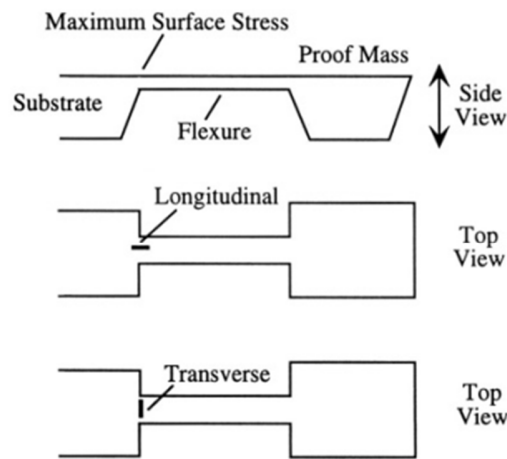 Maximum Surface Stress
Proof Mass
Substrate
Side
View
Flexure
Longitudinal
Top
View
Transverse
Top
View